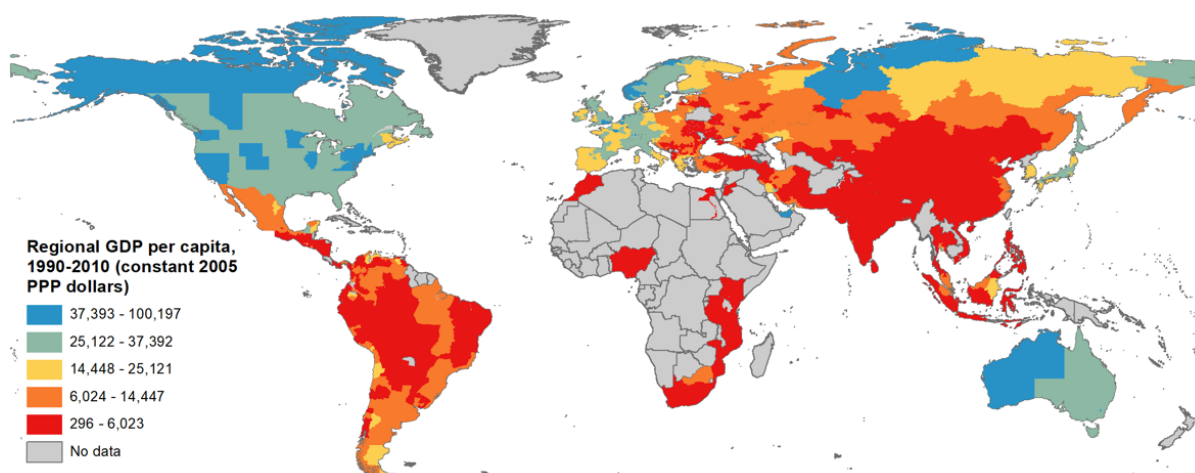 Regional GDP per capita,
1990-2010 (constant 2005
PPP dollars)
37,393 - 100,197
25,122 - 37,392
14,448 - 25,121
6,024 - 14,447
296 - 6,023
No data